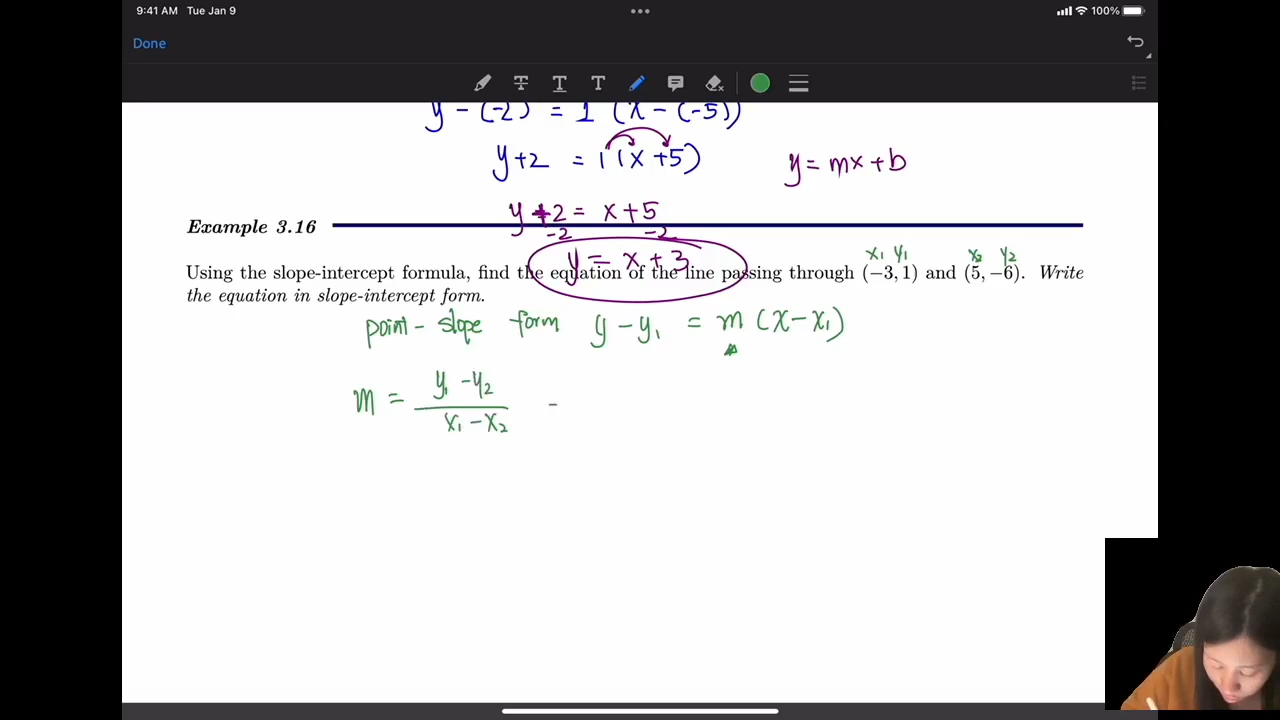 9:41 AM Tue Jan 9
100%
Done
y - (-2) = 1 (x - (-5))
y+2 = 1 (x +5)
y = mx + b
y +2 = x + 5
-2 -2
Example 3.16
y = x + 3
x₁ y₁ x₂ y₂
Using the slope-intercept formula, find the equation of the line passing through (−3, 1) and (5, −6). Write
the equation in slope-intercept form.
point - slope form y - y₁ = m (x - x₁)
m = y₁ - y₂
x₁ - x₂